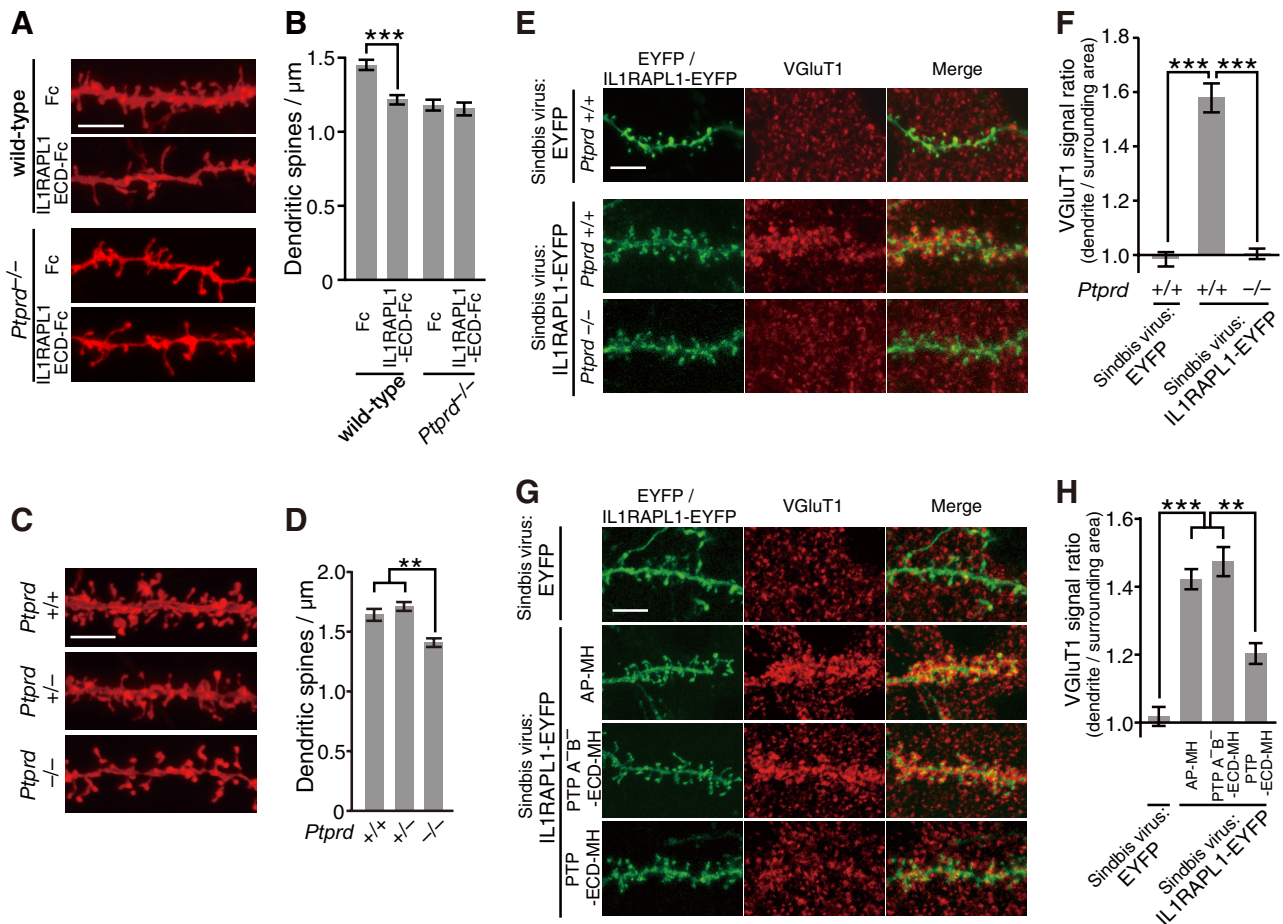 A
wild-type
Fc
IL1RAPL1
ECD-Fc
Ptprd–/–
Fc
IL1RAPL1
ECD-Fc
B
***
Dendritic spines / μm
1.5
1.0
0.5
0
Fc
IL1RAPL1
-ECD-Fc
Fc
IL1RAPL1
-ECD-Fc
wild-type
Ptprd–/–
C
Ptprd
+/+
Ptprd
+/–
Ptprd
–/–
D
**
Dendritic spines / μm
2.0
1.5
1.0
0.5
0
Ptprd
+/+
+/–
–/–
E
EYFP /
IL1RAPL1-EYFP
VGluT1
Merge
Sindbis virus:
EYFP
Ptprd +/+
Sindbis virus:
IL1RAPL1-EYFP
Ptprd +/+
Ptprd –/–
F
VGluT1 signal ratio
(dendrite / surrounding area)
1.8
1.6
1.4
1.2
1.0
*** ***
Ptprd
+/+
+/+
–/–
Sindbis virus:
EYFP
Sindbis virus:
IL1RAPL1-EYFP
G
EYFP /
IL1RAPL1-EYFP
VGluT1
Merge
Sindbis virus:
EYFP
Sindbis virus:
IL1RAPL1-EYFP
AP-MH
PTP A–B–
-ECD-MH
PTP
-ECD-MH
H
VGluT1 signal ratio
(dendrite / surrounding area)
1.6
1.4
1.2
1.0
*** **
AP-MH
PTP A–B–
-ECD-MH
PTP
-ECD-MH
Sindbis virus:
EYFP
Sindbis virus:
IL1RAPL1-EYFP